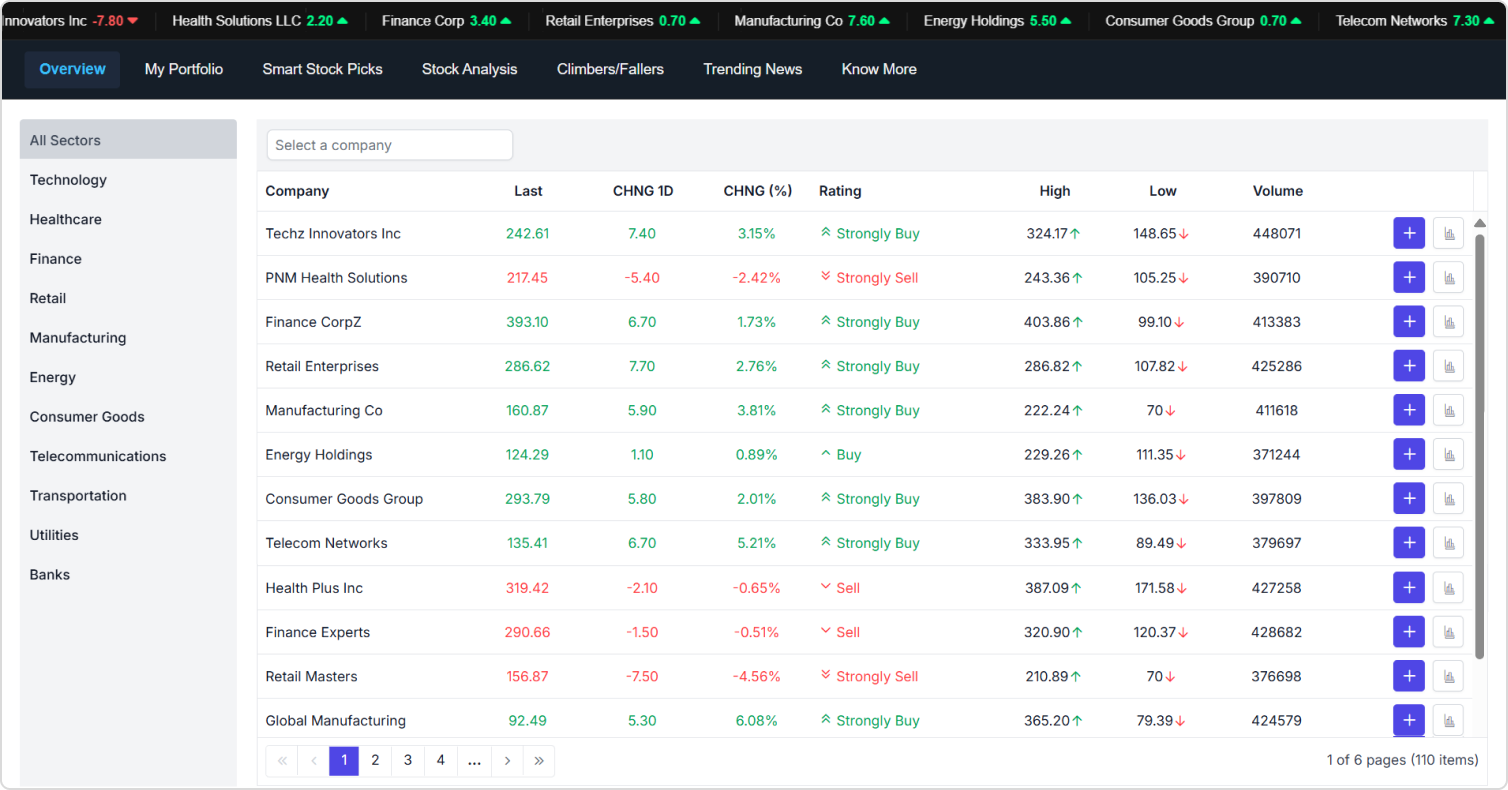 Innovators Inc -7.80 Health Solutions LLC 2.20 Finance Corp 3.40 Retail Enterprises 0.70 Manufacturing Co 7.60 Energy Holdings 5.50 Consumer Goods Group 0.70 Telecom Networks 7.30
Overview My Portfolio Smart Stock Picks Stock Analysis Climbers/Fallers Trending News Know More
All Sectors
Technology
Healthcare
Finance
Retail
Manufacturing
Energy
Consumer Goods
Telecommunications
Transportation
Utilities
Banks
Select a company
Company Last CHNG 1D CHNG (%) Rating High Low Volume
Techz Innovators Inc 242.61 7.40 3.15% Strongly Buy 324.17↑ 148.65↓ 448071 +
PNM Health Solutions 217.45 -5.40 -2.42% Strongly Sell 243.36↑ 105.25↓ 390710 +
Finance CorpZ 393.10 6.70 1.73% Strongly Buy 403.86↑ 99.10↓ 413383 +
Retail Enterprises 286.62 7.70 2.76% Strongly Buy 286.82↑ 107.82↓ 425286 +
Manufacturing Co 160.87 5.90 3.81% Strongly Buy 222.24↑ 70↓ 411618 +
Energy Holdings 124.29 1.10 0.89% Buy 229.26↑ 111.35↓ 371244 +
Consumer Goods Group 293.79 5.80 2.01% Strongly Buy 383.90↑ 136.03↓ 397809 +
Telecom Networks 135.41 6.70 5.21% Strongly Buy 333.95↑ 89.49↓ 379697 +
Health Plus Inc 319.42 -2.10 -0.65% Sell 387.09↑ 171.58↓ 427258 +
Finance Experts 290.66 -1.50 -0.51% Sell 320.90↑ 120.37↓ 428682 +
Retail Masters 156.87 -7.50 -4.56% Strongly Sell 210.89↑ 70↓ 376698 +
Global Manufacturing 92.49 5.30 6.08% Strongly Buy 365.20↑ 79.39↓ 424579 +
« ‹ 1 2 3 4 ... › » 1 of 6 pages (110 items)